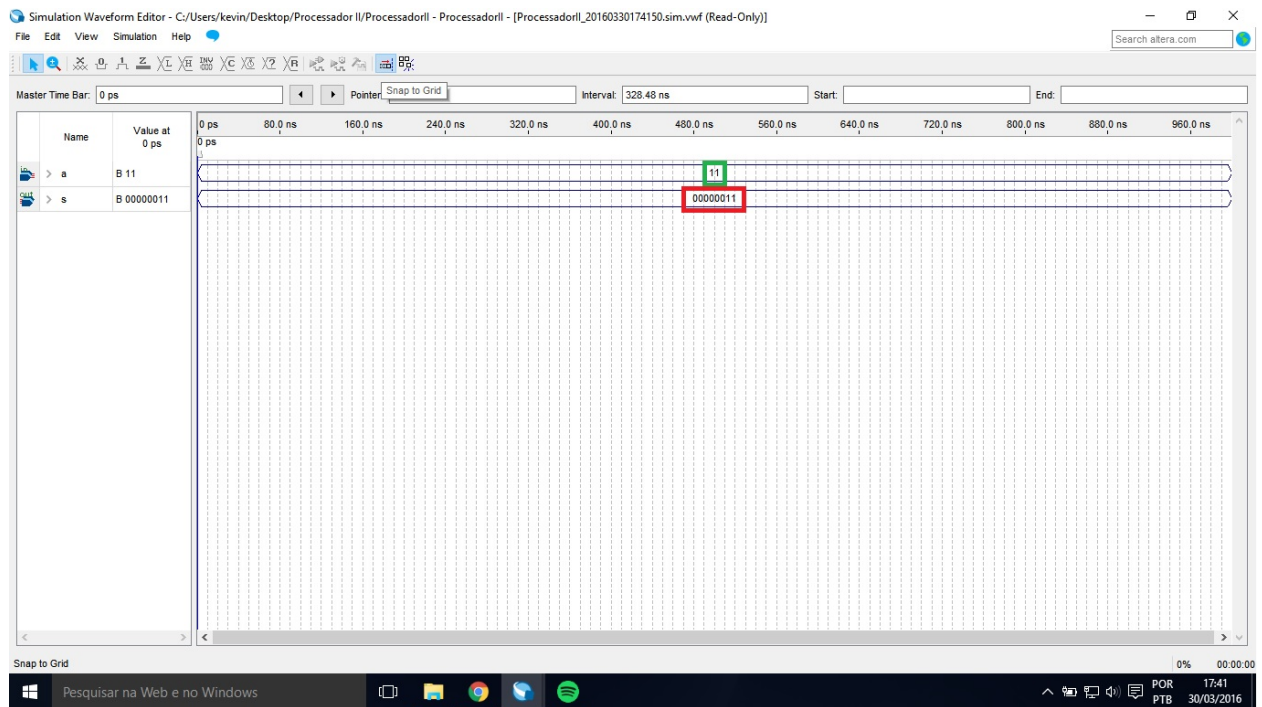 Simulation Waveform Editor - C:/Users/kevin/Desktop/Processador II/ProcessadorII - ProcessadorII - [ProcessadorII_20160330174150.sim.vwf (Read-Only)]
File Edit View Simulation Help
Search altera.com
Snap to Grid
Master Time Bar: 0 ps Pointer: Interval: 328.48 ns Start: End:
Name Value at 0 ps
0 ps 80.0 ns 160.0 ns 240.0 ns 320.0 ns 400.0 ns 480.0 ns 560.0 ns 640.0 ns 720.0 ns 800.0 ns 880.0 ns 960.0 ns
0 ps
a B 11 11
s B 00000011 00000011
Snap to Grid 0% 00:00:00
Pesquisar na Web e no Windows
POR 17:41
PTB 30/03/2016